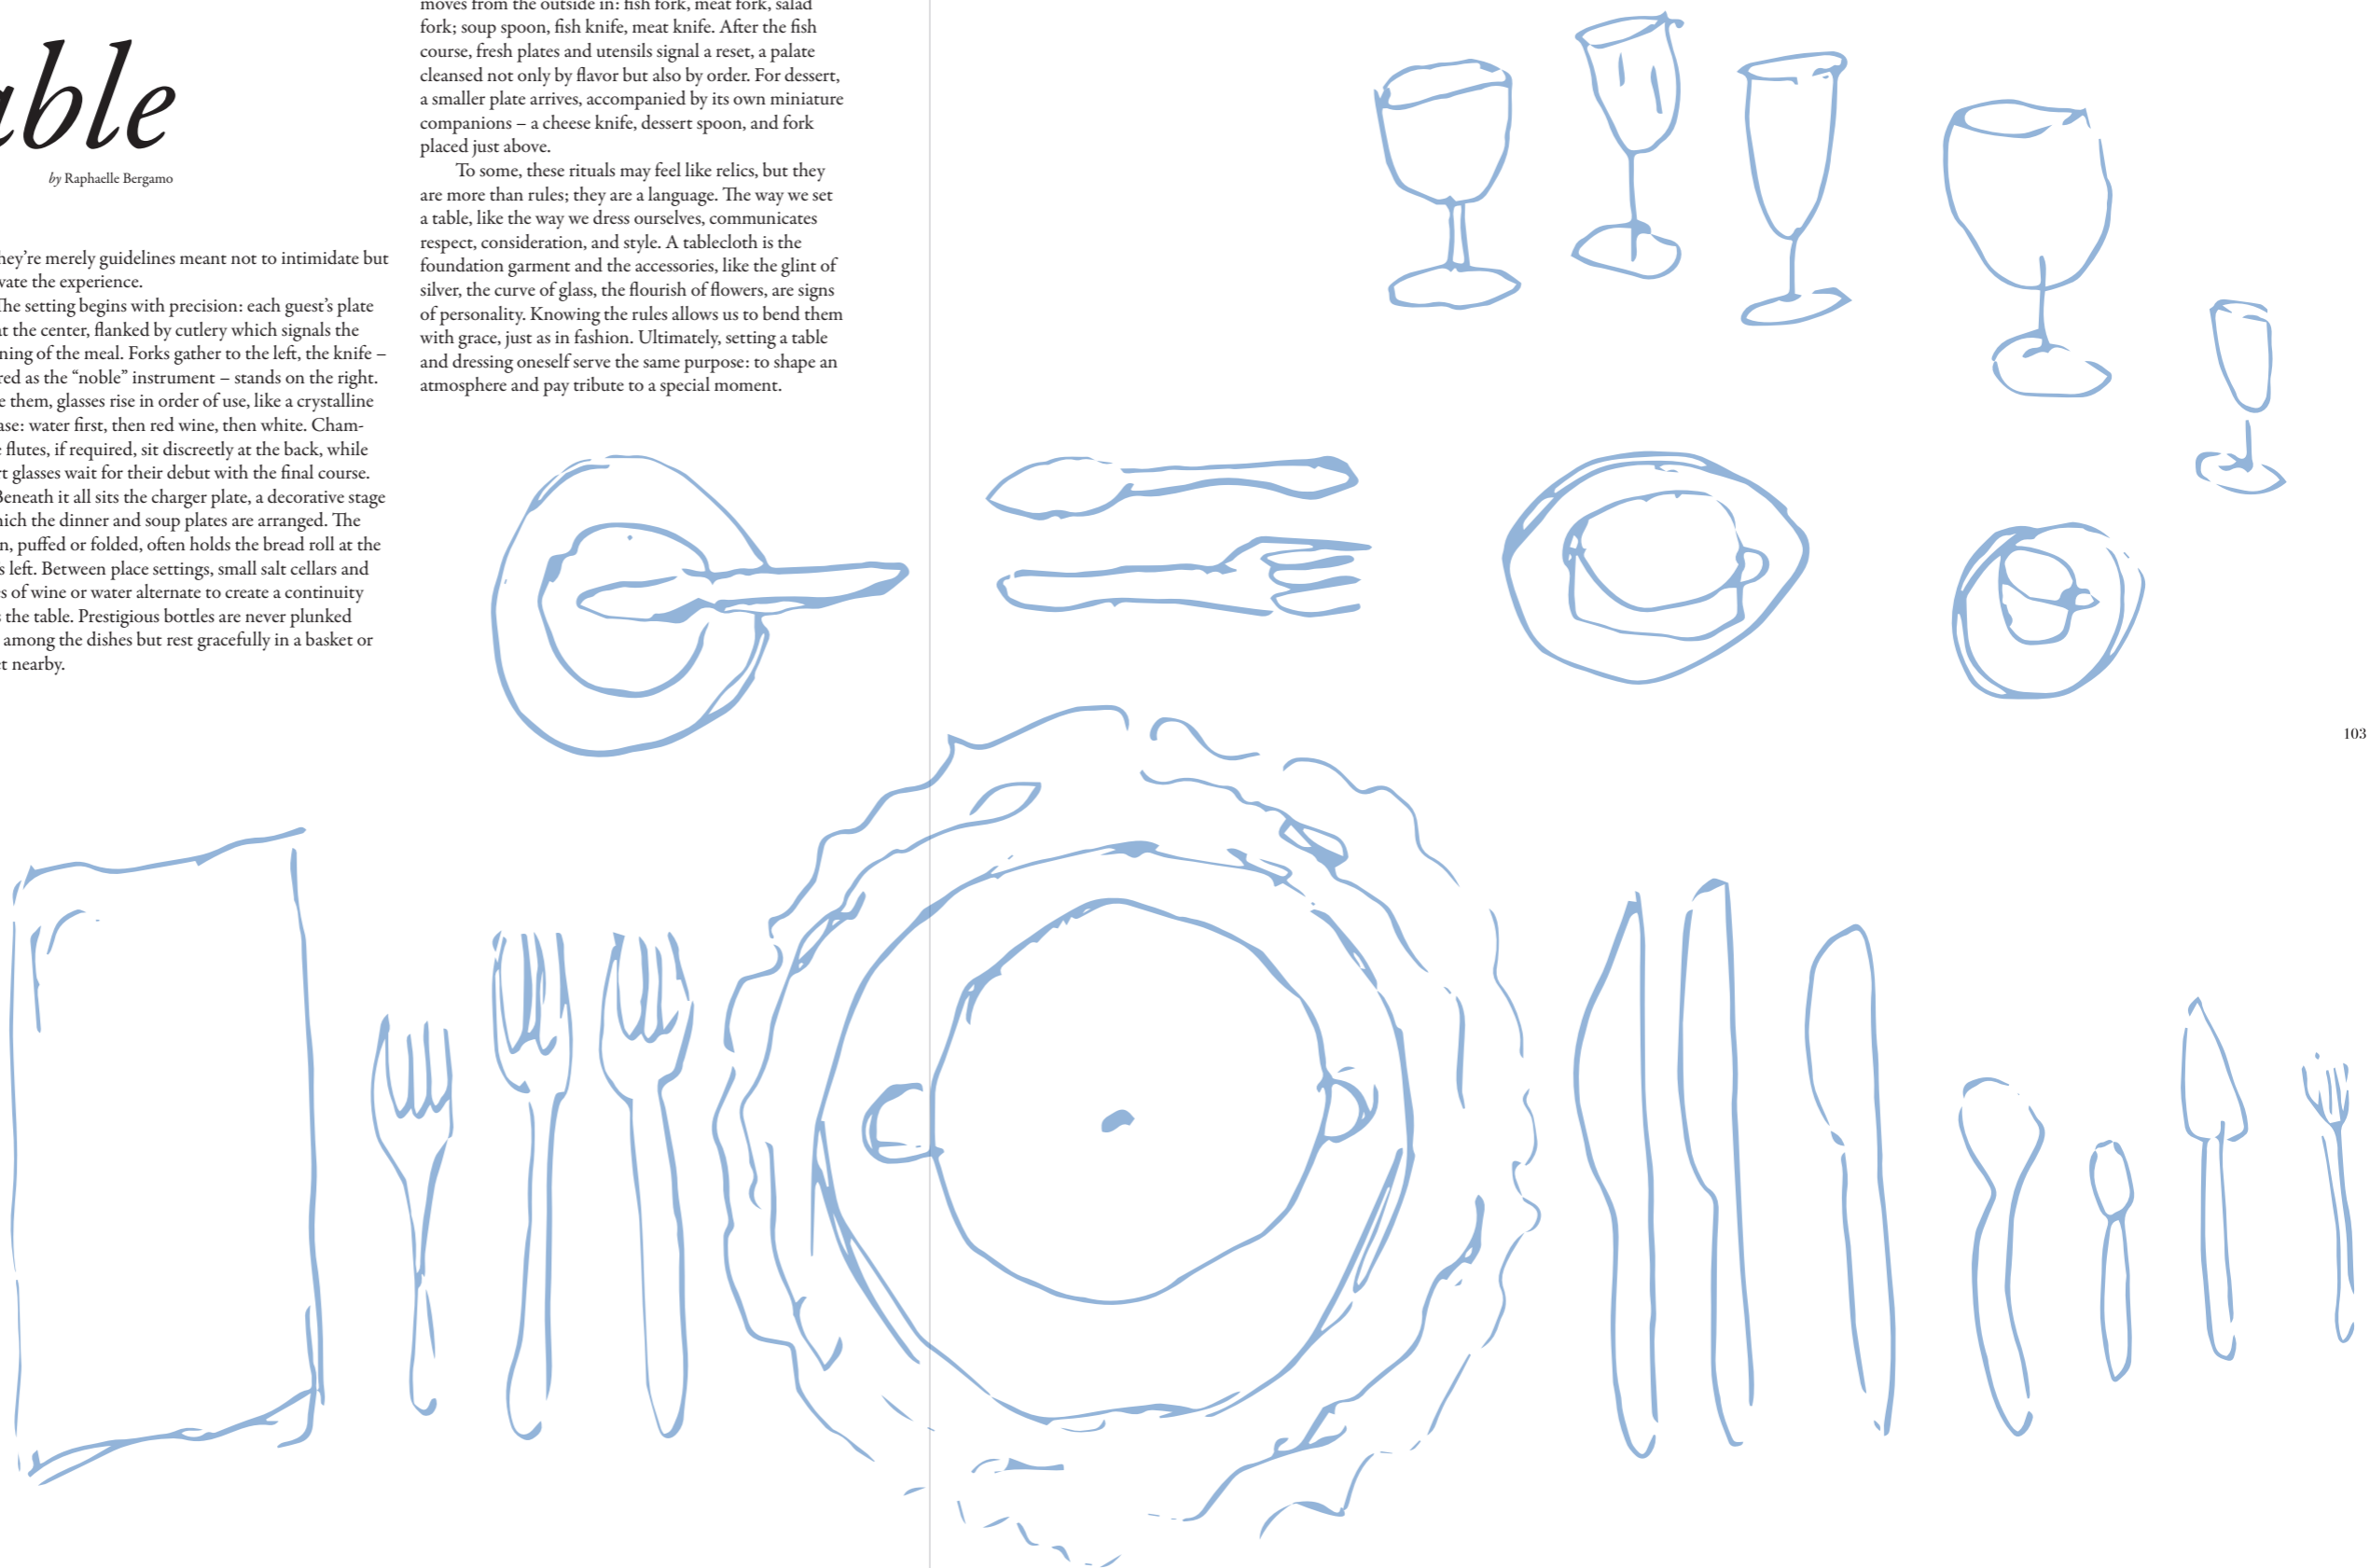 able
by Raphaelle Bergamo
hey’re merely guidelines meant not to intimidate but
vate the experience.
The setting begins with precision: each guest’s plate
at the center, flanked by cutlery which signals the
ning of the meal. Forks gather to the left, the knife –
red as the “noble” instrument – stands on the right.
e them, glasses rise in order of use, like a crystalline
ase: water first, then red wine, then white. Cham-
e flutes, if required, sit discreetly at the back, while
rt glasses wait for their debut with the final course.
Beneath it all sits the charger plate, a decorative stage
hich the dinner and soup plates are arranged. The
n, puffed or folded, often holds the bread roll at the
s left. Between place settings, small salt cellars and
es of wine or water alternate to create a continuity
s the table. Prestigious bottles are never plunked
among the dishes but rest gracefully in a basket or
et nearby.
moves from the outside in: fish fork, meat fork, salad
fork; soup spoon, fish knife, meat knife. After the fish
course, fresh plates and utensils signal a reset, a palate
cleansed not only by flavor but also by order. For dessert,
a smaller plate arrives, accompanied by its own miniature
companions – a cheese knife, dessert spoon, and fork
placed just above.
To some, these rituals may feel like relics, but they
are more than rules; they are a language. The way we set
a table, like the way we dress ourselves, communicates
respect, consideration, and style. A tablecloth is the
foundation garment and the accessories, like the glint of
silver, the curve of glass, the flourish of flowers, are signs
of personality. Knowing the rules allows us to bend them
with grace, just as in fashion. Ultimately, setting a table
and dressing oneself serve the same purpose: to shape an
atmosphere and pay tribute to a special moment.
103